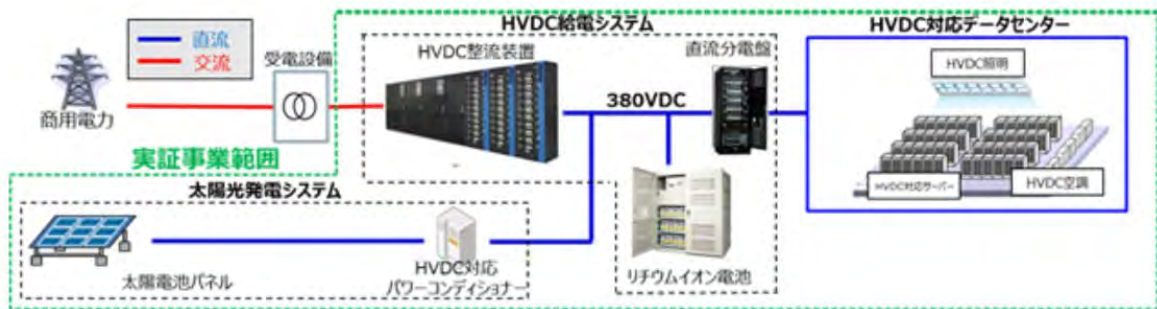 HVDC給電システム
HVDC対応データセンター
直流
交流
受電設備
HVDC整流装置
直流分電盤
HVDC照明
商用電力
380VDC
実証事業範囲
太陽光発電システム
HVDC対応サーバー
HVDC空調
太陽電池パネル
HVDC対応
パワーコンディショナー
リチウムイオン電池